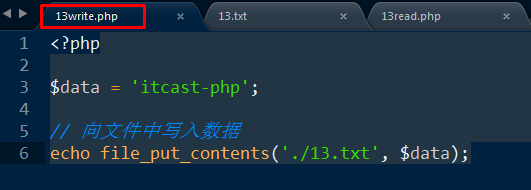 13write.php
13.txt
13read.php
1 <?php
2
3 $data = 'itcast-php';
4
5 // 向文件中写入数据
6 echo file_put_contents('./13.txt', $data);